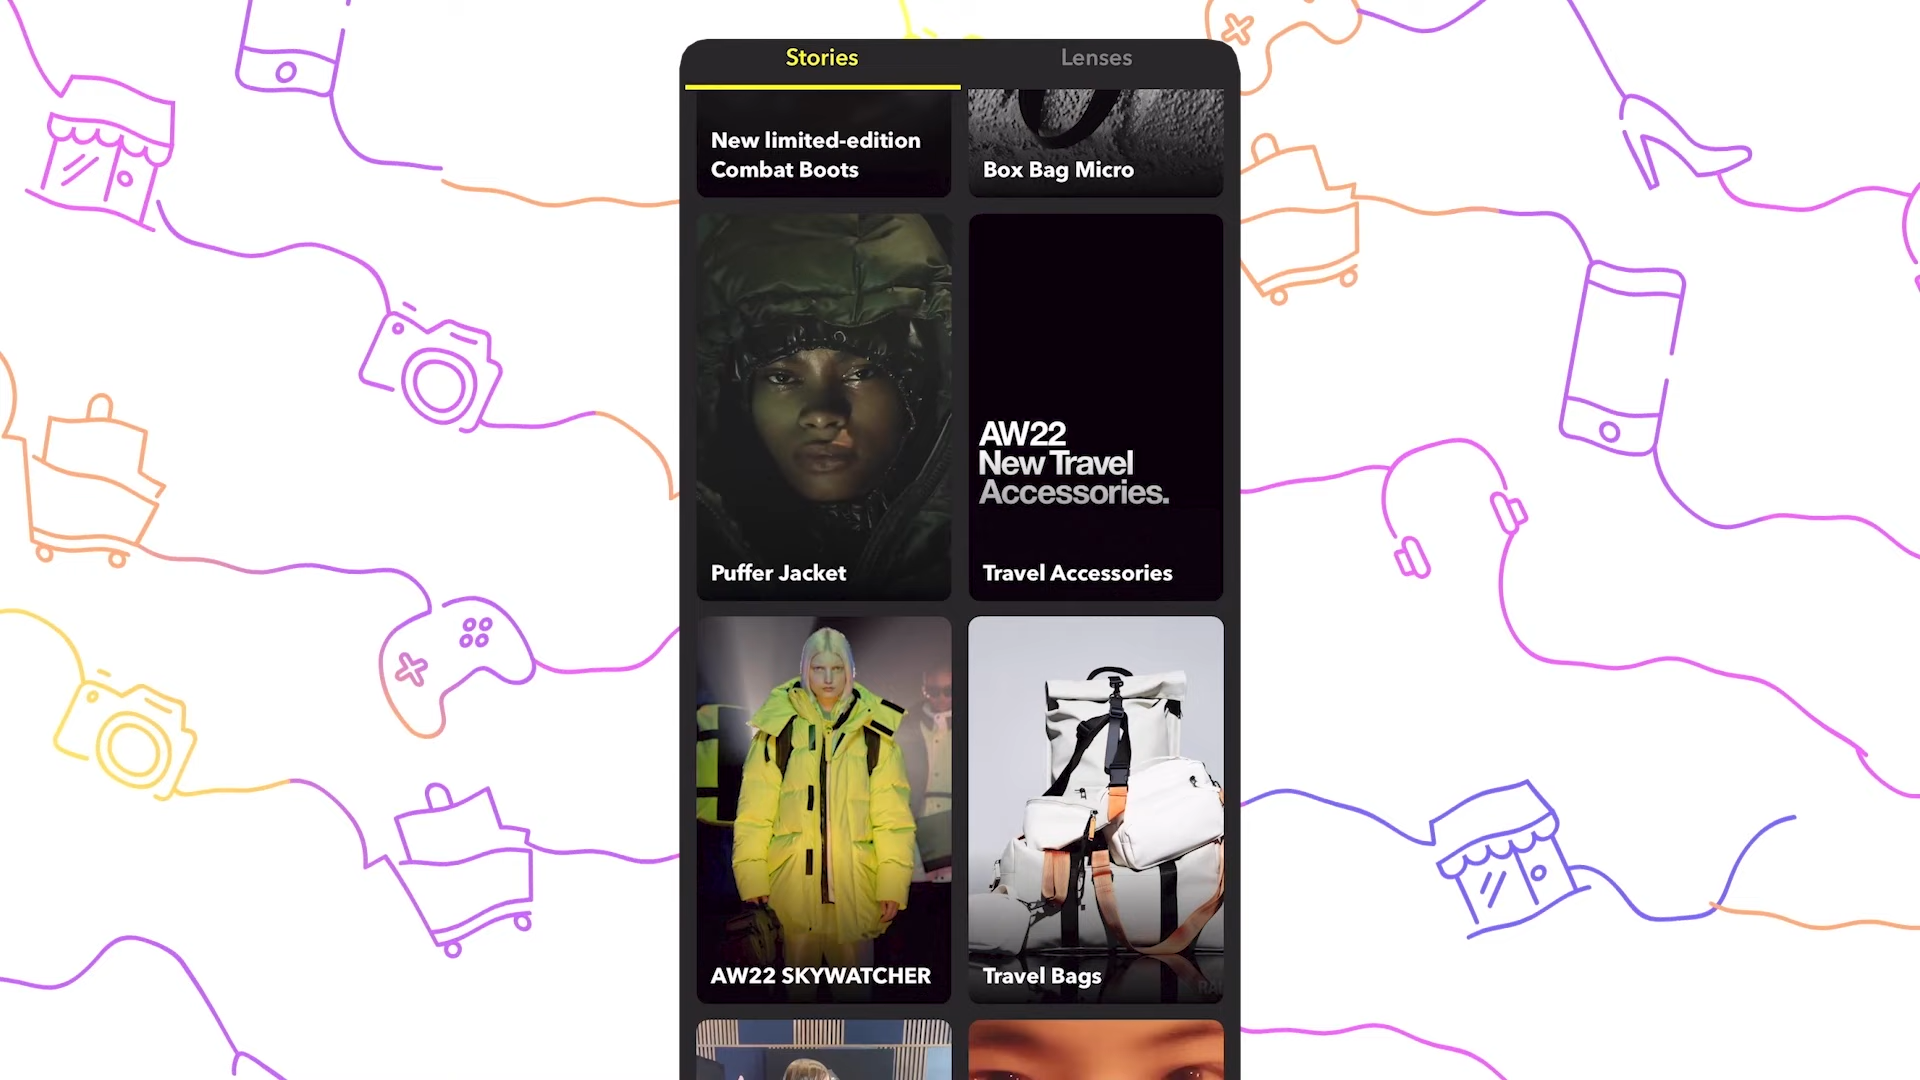 Stories
Lenses
New limited-edition
Combat Boots
Box Bag Micro
Puffer Jacket
AW22
New Travel
Accessories.
Travel Accessories
AW22 SKYWATCHER
Travel Bags